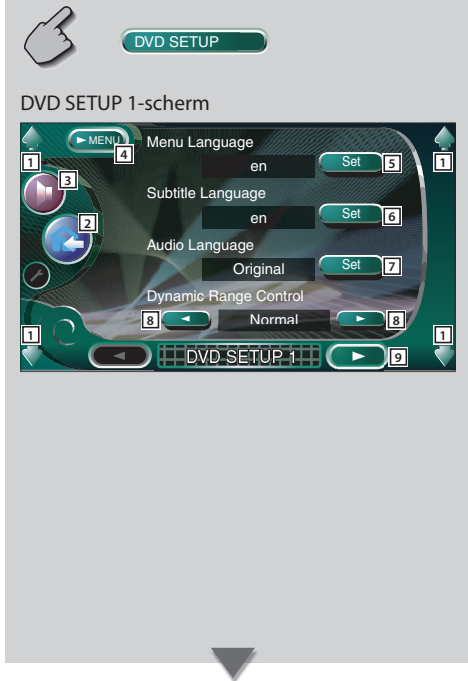 DVD SETUP
DVD SETUP 1-scherm
1 ►MENU 4 Menu Language 1
3 en Set 5
2 Subtitle Language
en Set 6
Audio Language
Original Set 7
Dynamic Range Control
1 8 ◄ Normal ► 8 1
◄ DVD SETUP 1 ► 9